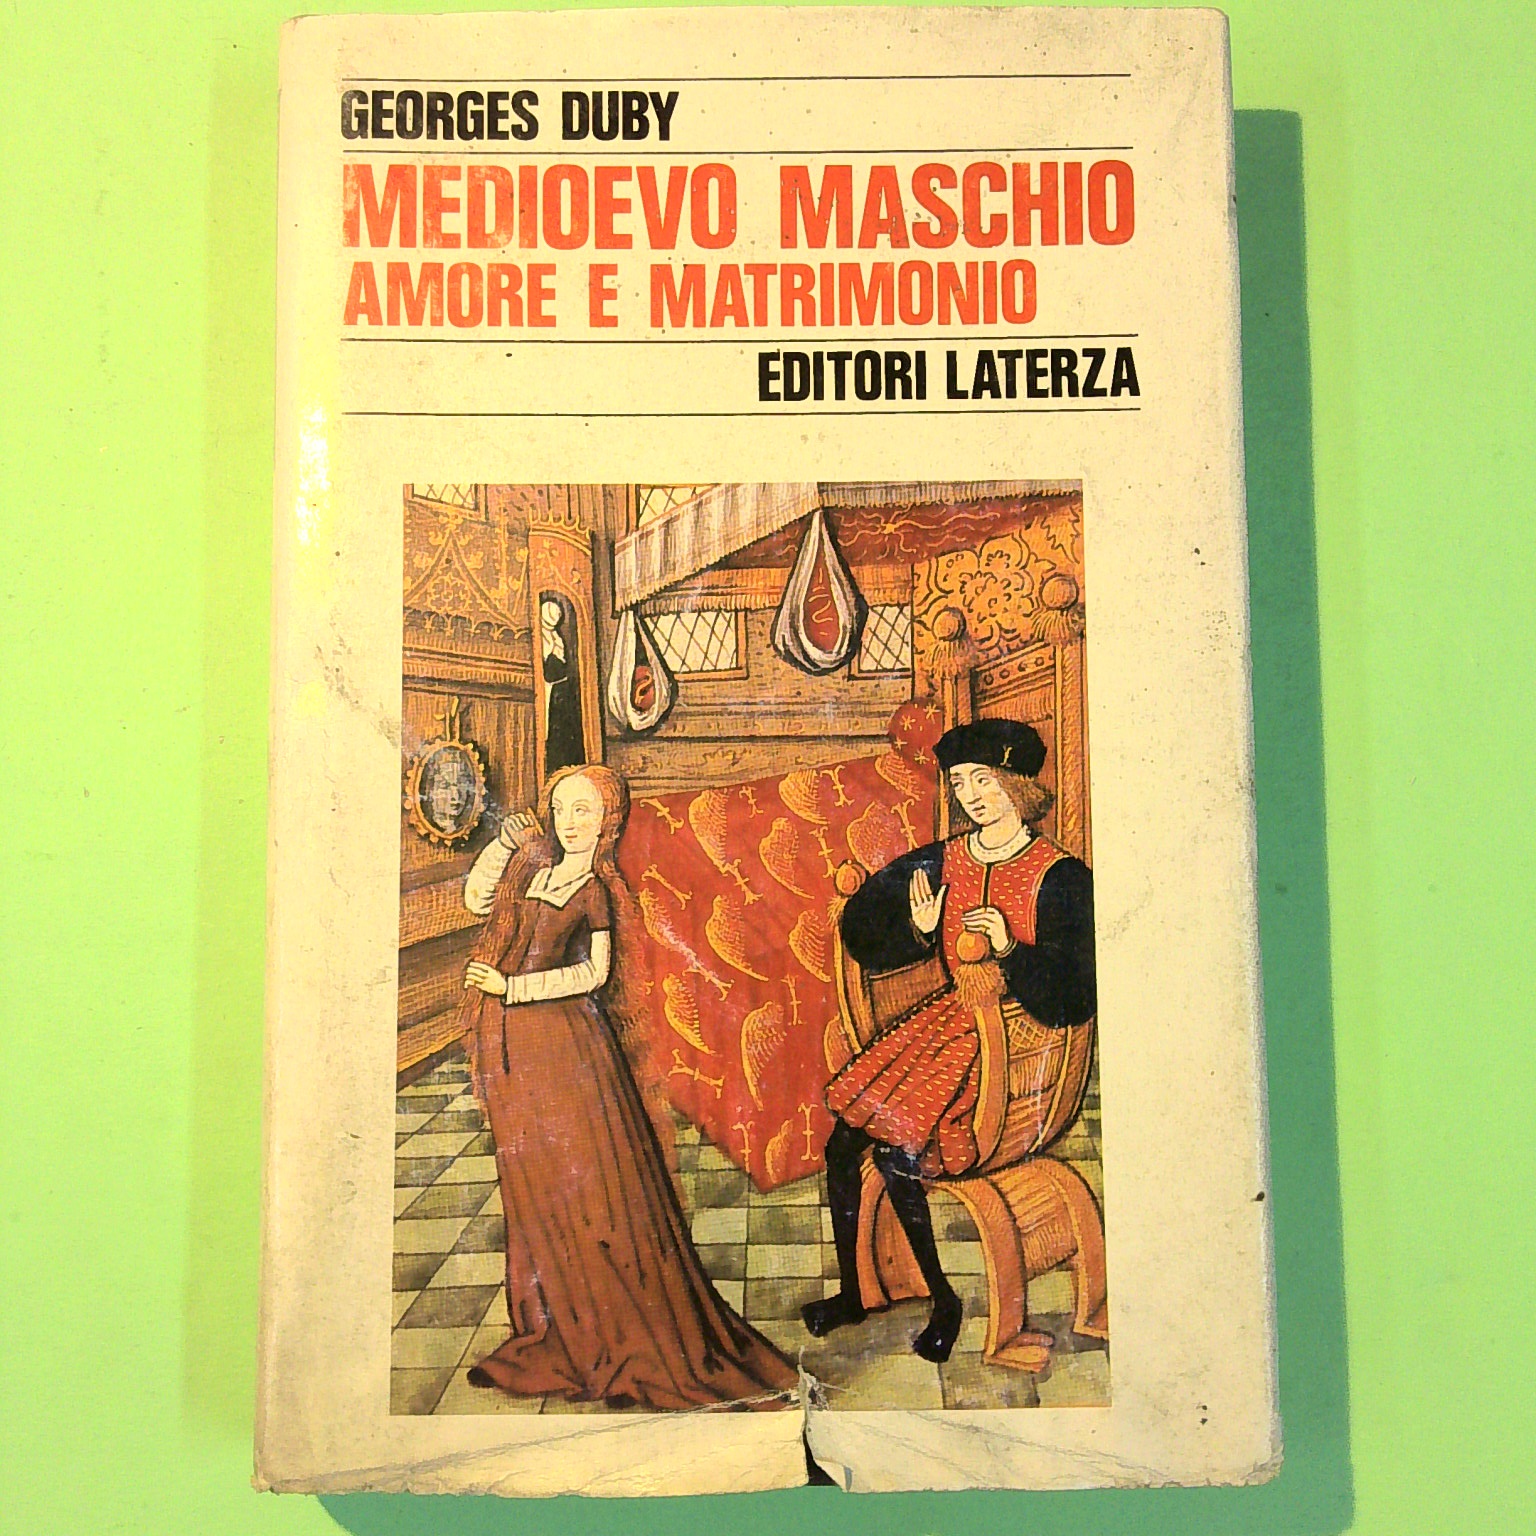 GEORGES DUBY
MEDIOEVO MASCHIO
AMORE E MATRIMONIO
EDITORI LATERZA